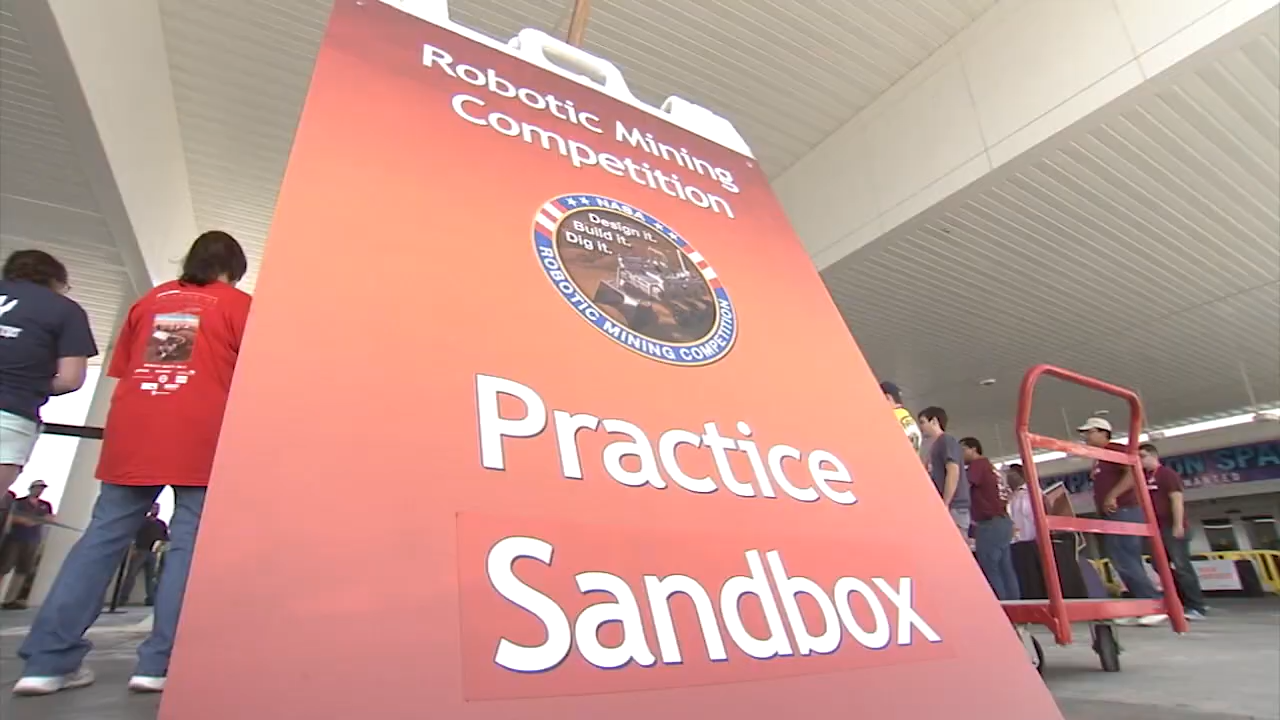 Robotic Mining
Competition
NASA
Design it.
Build it.
Dig it.
ROBOTIC MINING COMPETITION
Practice
Sandbox